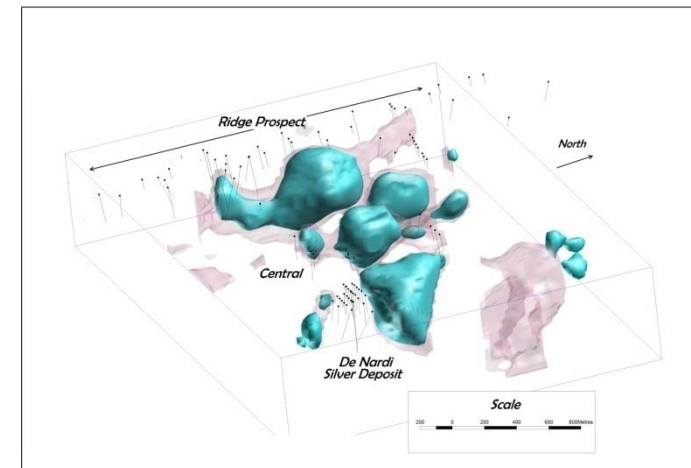 Ridge Prospect
North
Central
De Nardi
Silver Deposit
Scale
200 0 200 400 600 800Metres